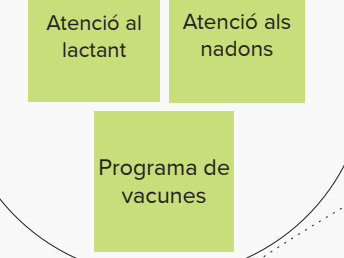 Atenció al
lactant
Atenció als
nadons
Programa de
vacunes